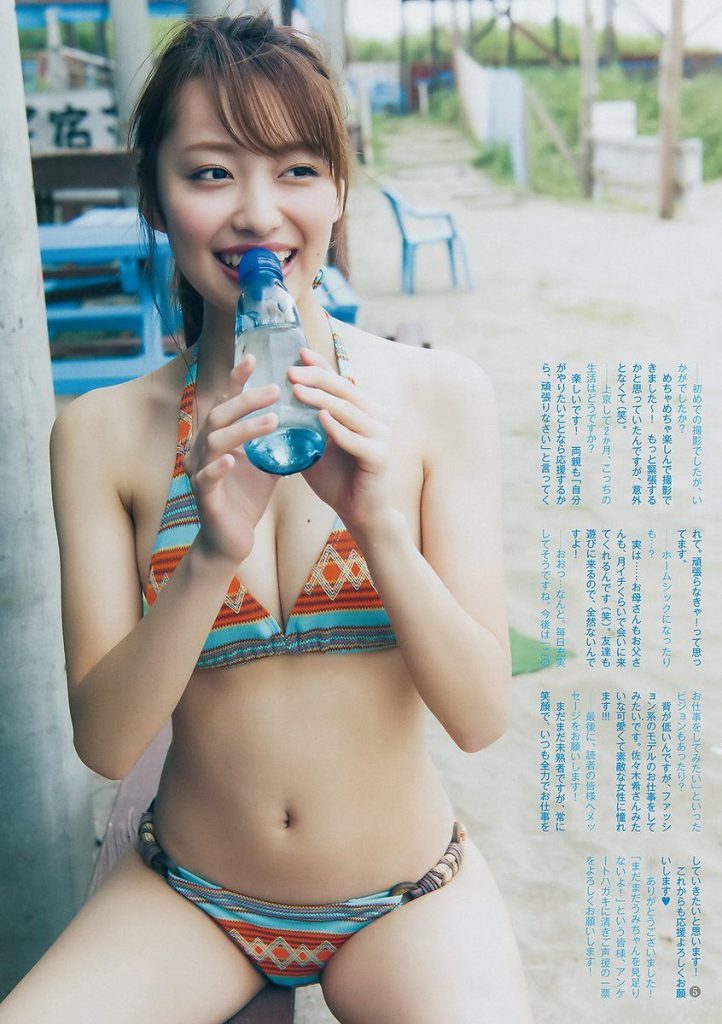 宿
――初めての撮影でしたが、い
かがでしたか?
めちゃめちゃ楽しんで撮影で
きました〜! もっと緊張する
かと思っていたんですが、意外
となくて(笑)。
――上京して2か月、こっちの
生活はどうですか?
楽しいです! 両親も「自分
がやりたいことなら応援するか
ら、頑張りなさい」と言ってく
れて。頑張らなきゃ!って思っ
てます。
――ホームシックになったり
も…?
実は……お母さんもお父さ
んも、月イチくらいで会いに来
てくれるんです(笑)。友達も
遊びに来るので、全然ないんで
すよ!
――おおっ…なんと。毎日充実
してそうですね。今後は「この
お仕事をしてみたい」といった
ビジョンもあったり?
背が低いんですが、ファッシ
ョン系のモデルのお仕事をして
みたいです。佐々木希さんみた
いな可愛くて素敵な女性に憧れ
ます!!!
――最後に、読者の皆様へメッ
セージをお願いします!
まだまだ未熟者ですが、常に
笑顔で、いつも全力でお仕事を
していきたいと思います!
これからも応援よろしくお願
いします♥
――ありがとうございました!
「まだまだうみちゃんを見足り
ないよ!」という皆様、アンケ
ートハガキに清きご声援の一票
をよろしくお願いします!
5